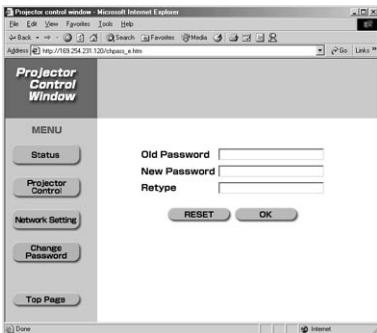 Projector control window - Microsoft Internet Explorer
File Edit View Favorites Tools Help
Back Search Favorites Media
Address http://169.254.231.120/chpass_e.htm Go Links »
Projector
Control
Window
MENU
Status
Projector
Control
Network Setting
Change
Password
Top Page
Old Password
New Password
Retype
RESET OK
Done Internet